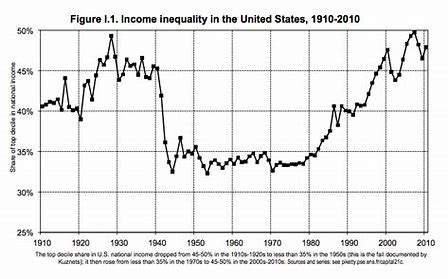 Figure I.1. Income inequality in the United States, 1910-2010
50%
45%
40%
35%
30%
25%
Share of top decile in national income
1910 1920 1930 1940 1950 1960 1970 1980 1990 2000 2010
The top decile share in U.S. national income dropped from 45-50% in the 1910s-1920s to less than 35% in the 1950s (this is the fall documented by
Kuznets); it then rose from less than 35% in the 1970s to 45-50% in the 2000s-2010s. Sources and series: see piketty.pse.ens.fr/capital21c.